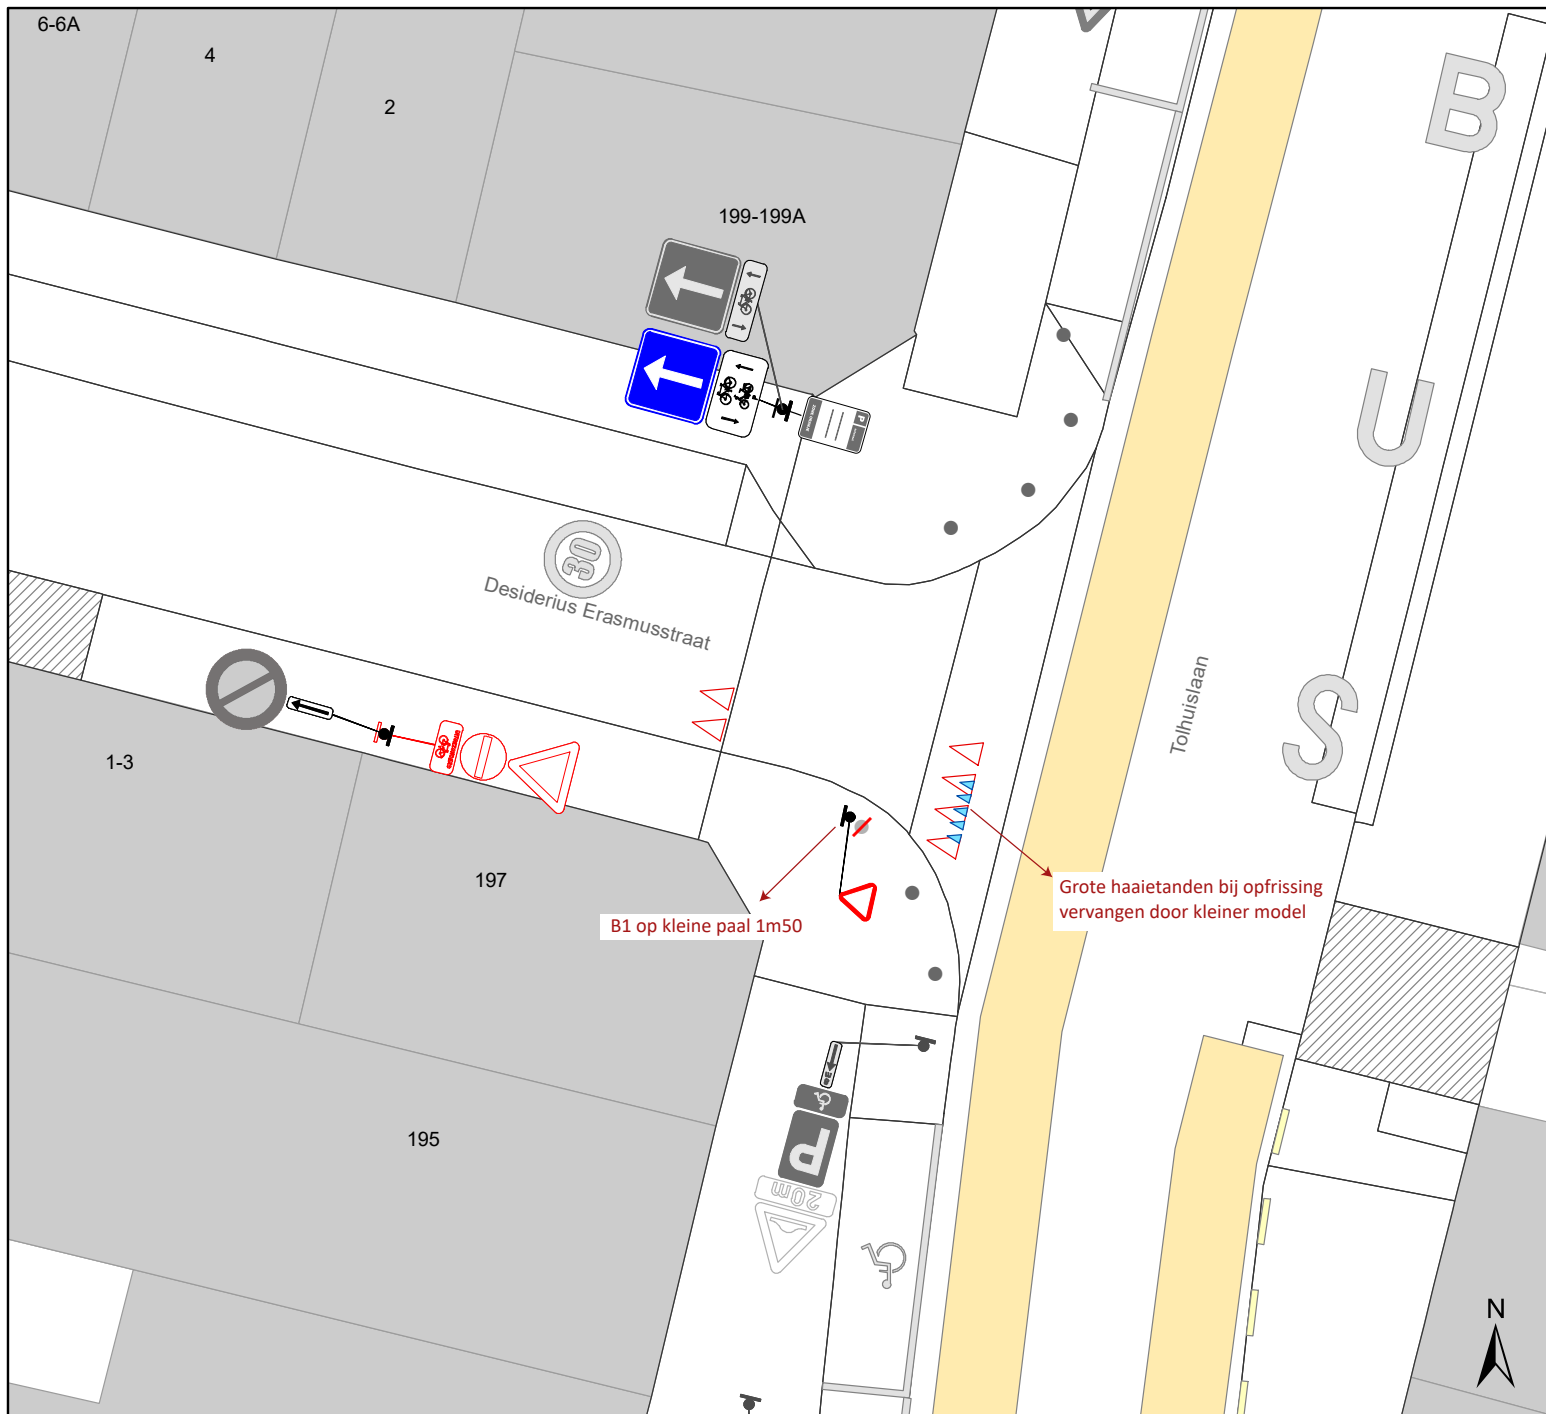 6-6A
4
2
199-199A
B
U
S
P
30
Desiderius Erasmusstraat
Tolhuislaan
1-3
197
Grote haaietanden bij opfrissing
vervangen door kleiner model
B1 op kleine paal 1m50
195
P
20m
N